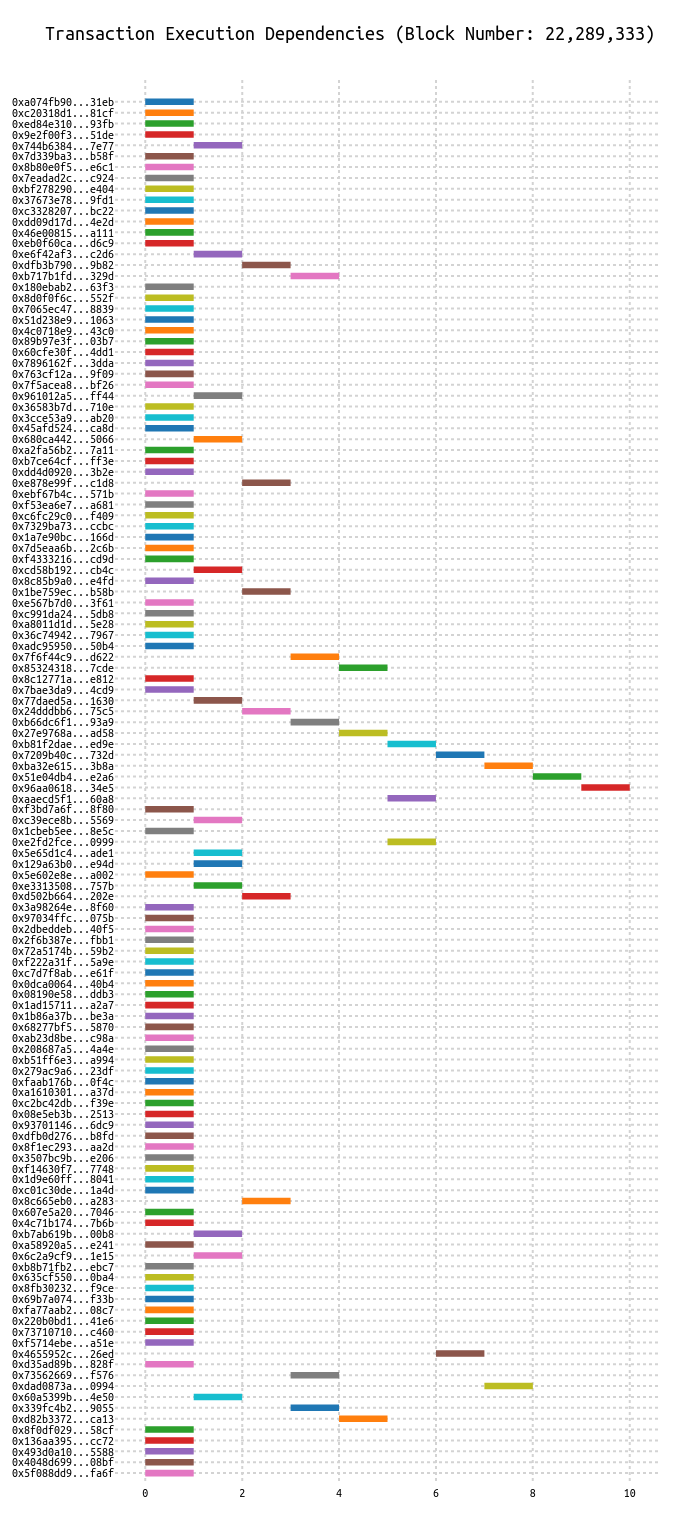 Transaction Execution Dependencies (Block Number: 22,289,333)
0xa074fb90...31eb
0xc20318d1...81cf
0xed84e310...93fb
0x9e2f00f3...51de
0x744b6384...7e77
0x7d339ba3...b58f
0x8b80e0f5...e6c1
0x7eadad2c...c924
0xbf278290...e404
0x37673e78...9fd1
0xc3328207...bc22
0xdd09d17d...4e2d
0x46e00815...a111
0xeb0f60ca...d6c9
0xe6f42af3...c2d6
0xdfb3b790...9b82
0xb717b1fd...329d
0x180ebab2...63f3
0x8d0f0f6c...552f
0x7065ec47...8839
0x51d238e9...1063
0x4c0718e9...43c0
0x89b97e3f...03b7
0x60cfe30f...4dd1
0x7896162f...3dda
0x763cf12a...9f09
0x7f5acea8...bf26
0x961012a5...ff44
0x36583b7d...710e
0x3cce53a9...ab20
0x45afd524...ca8d
0x680ca442...5066
0xa2fa56b2...7a11
0xb7ce64cf...ff3e
0xdd4d0920...3b2e
0xe878e99f...c1d8
0xebf67b4c...571b
0xf53ea6e7...a681
0xc6fc29c0...f409
0x7329ba73...ccbc
0x1a7e90bc...166d
0x7d5eaa6b...2c6b
0xf4333216...cd9d
0xcd58b192...cb4c
0x8c85b9a0...e4fd
0x1be759ec...b58b
0xe567b7d0...3f61
0xc991da24...5db8
0xa8011d1d...5e28
0x36c74942...7967
0xadc95950...50b4
0x7f6f44c9...d622
0x85324318...7cde
0x8c12771a...e812
0x7bae3da9...4cd9
0x77daed5a...1630
0x24dddbb6...75c5
0xb66dc6f1...93a9
0x27e9768a...ad58
0xb81f2dae...ed9e
0x7209b40c...732d
0xba32e615...3b8a
0x51e04db4...e2a6
0x96aa0618...34e5
0xaaecd5f1...60a8
0xf3bd7a6f...8f80
0xc39ece8b...5569
0x1cbeb5ee...8e5c
0xe2fd2fce...0999
0x5e65d1c4...ade1
0x129a63b0...e94d
0x5e602e8e...a002
0xe3313508...757b
0xd502b664...202e
0x3a98264e...8f60
0x97034ffc...075b
0x2dbeddeb...40f5
0x2f6b387e...fbb1
0x72a5174b...59b2
0xf222a31f...5a9e
0xc7d7f8ab...e61f
0x0dca0064...40b4
0x08190e58...ddb3
0x1ad15711...a2a7
0x1b86a37b...be3a
0x68277bf5...5870
0xab23d8be...c98a
0x208687a5...4a4e
0xb51ff6e3...a994
0x279ac9a6...23df
0xfaab176b...0f4c
0xa1610301...a37d
0xc2bc42db...f39e
0x08e5eb3b...2513
0x93701146...6dc9
0xdfb0d276...b8fd
0x8f1ec293...aa2d
0x3507bc9b...e206
0xf14630f7...7748
0x1d9e60ff...8041
0xc01c30de...1a4d
0x8c665eb0...a283
0x607e5a20...7046
0x4c71b174...7b6b
0xb7ab619b...00b8
0xa58920a5...e241
0x6c2a9cf9...1e15
0xb8b71fb2...ebc7
0x635cf550...0ba4
0x8fb30232...f9ce
0x69b7a074...f33b
0xfa77aab2...08c7
0x220b0bd1...41e6
0x73710710...c460
0xf5714ebe...a51e
0x4655952c...26ed
0xd35ad89b...828f
0x73562669...f576
0xdad0873a...0994
0x60a5399b...4e50
0x339fc4b2...9055
0xd82b3372...ca13
0x8f0df029...58cf
0x136aa395...cc72
0x493d0a10...5588
0x4048d699...08bf
0x5f088dd9...fa6f
0 2 4 6 8 10